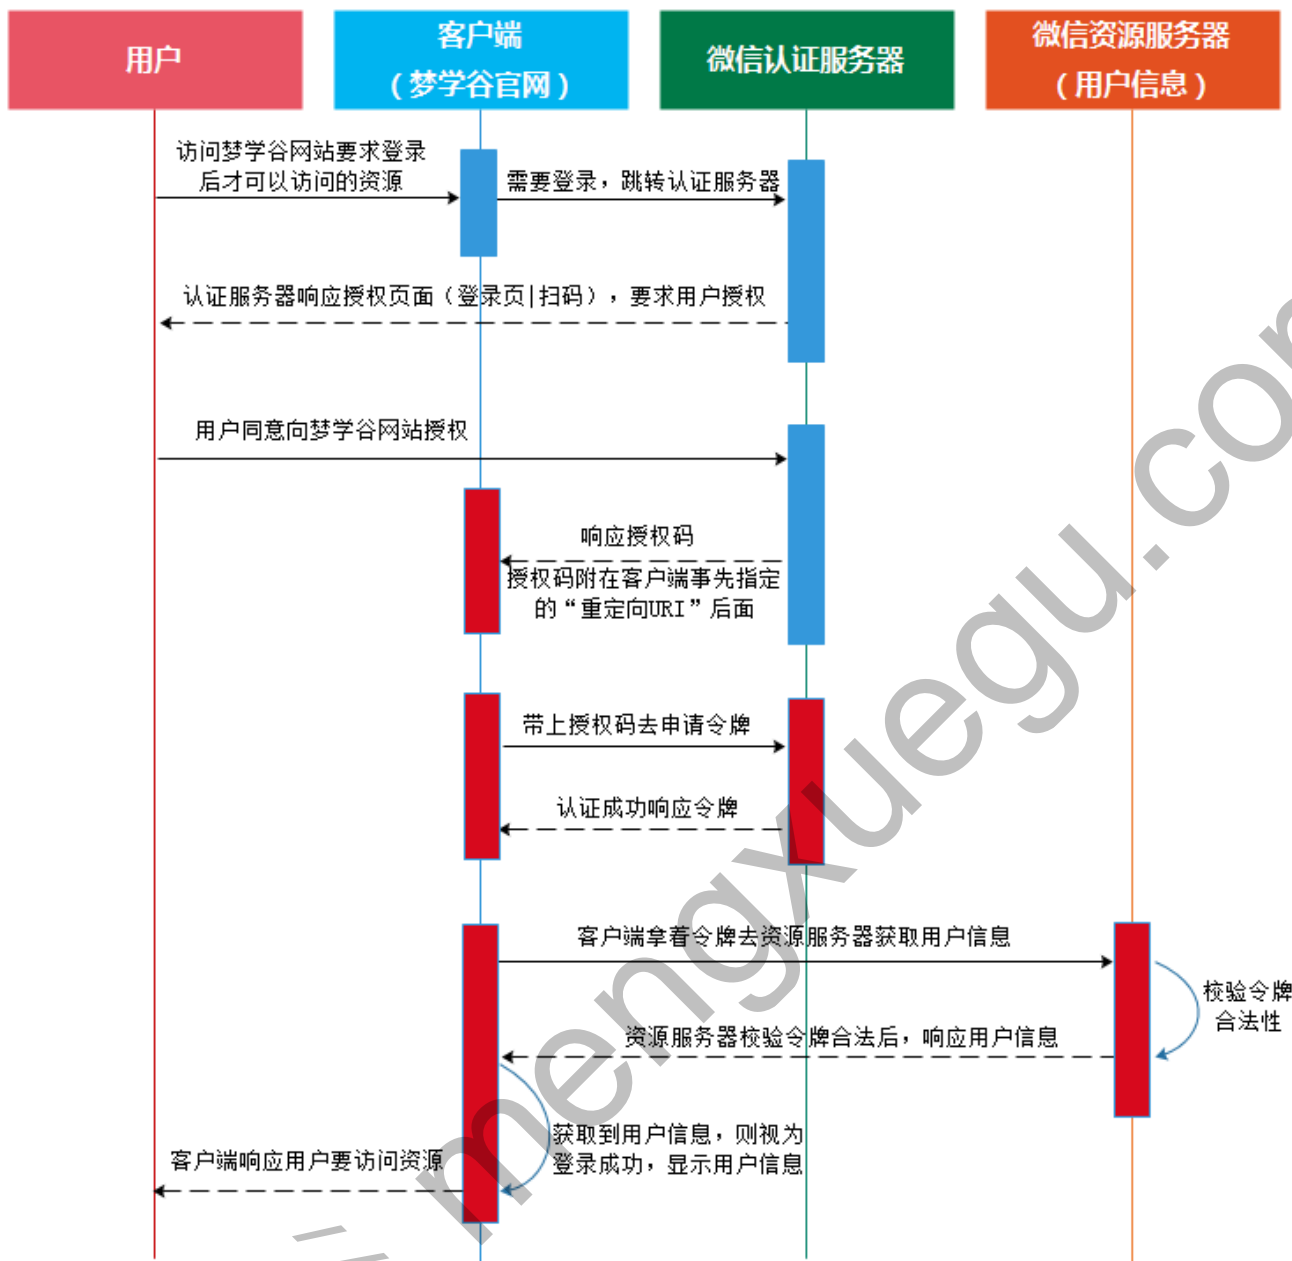 用户
客户端
（梦学谷官网）
微信认证服务器
微信资源服务器
（用户信息）
访问梦学谷网站要求登录
后才可以访问的资源
需要登录，跳转认证服务器
认证服务器响应授权页面（登录页|扫码），要求用户授权
用户同意向梦学谷网站授权
响应授权码
授权码附在客户端事先指定
的“重定向URI”后面
带上授权码去申请令牌
认证成功响应令牌
客户端拿着令牌去资源服务器获取用户信息
校验令牌
合法性
资源服务器校验令牌合法后，响应用户信息
获取到用户信息，则视为
登录成功，显示用户信息
客户端响应用户要访问资源
mengxuegu.com